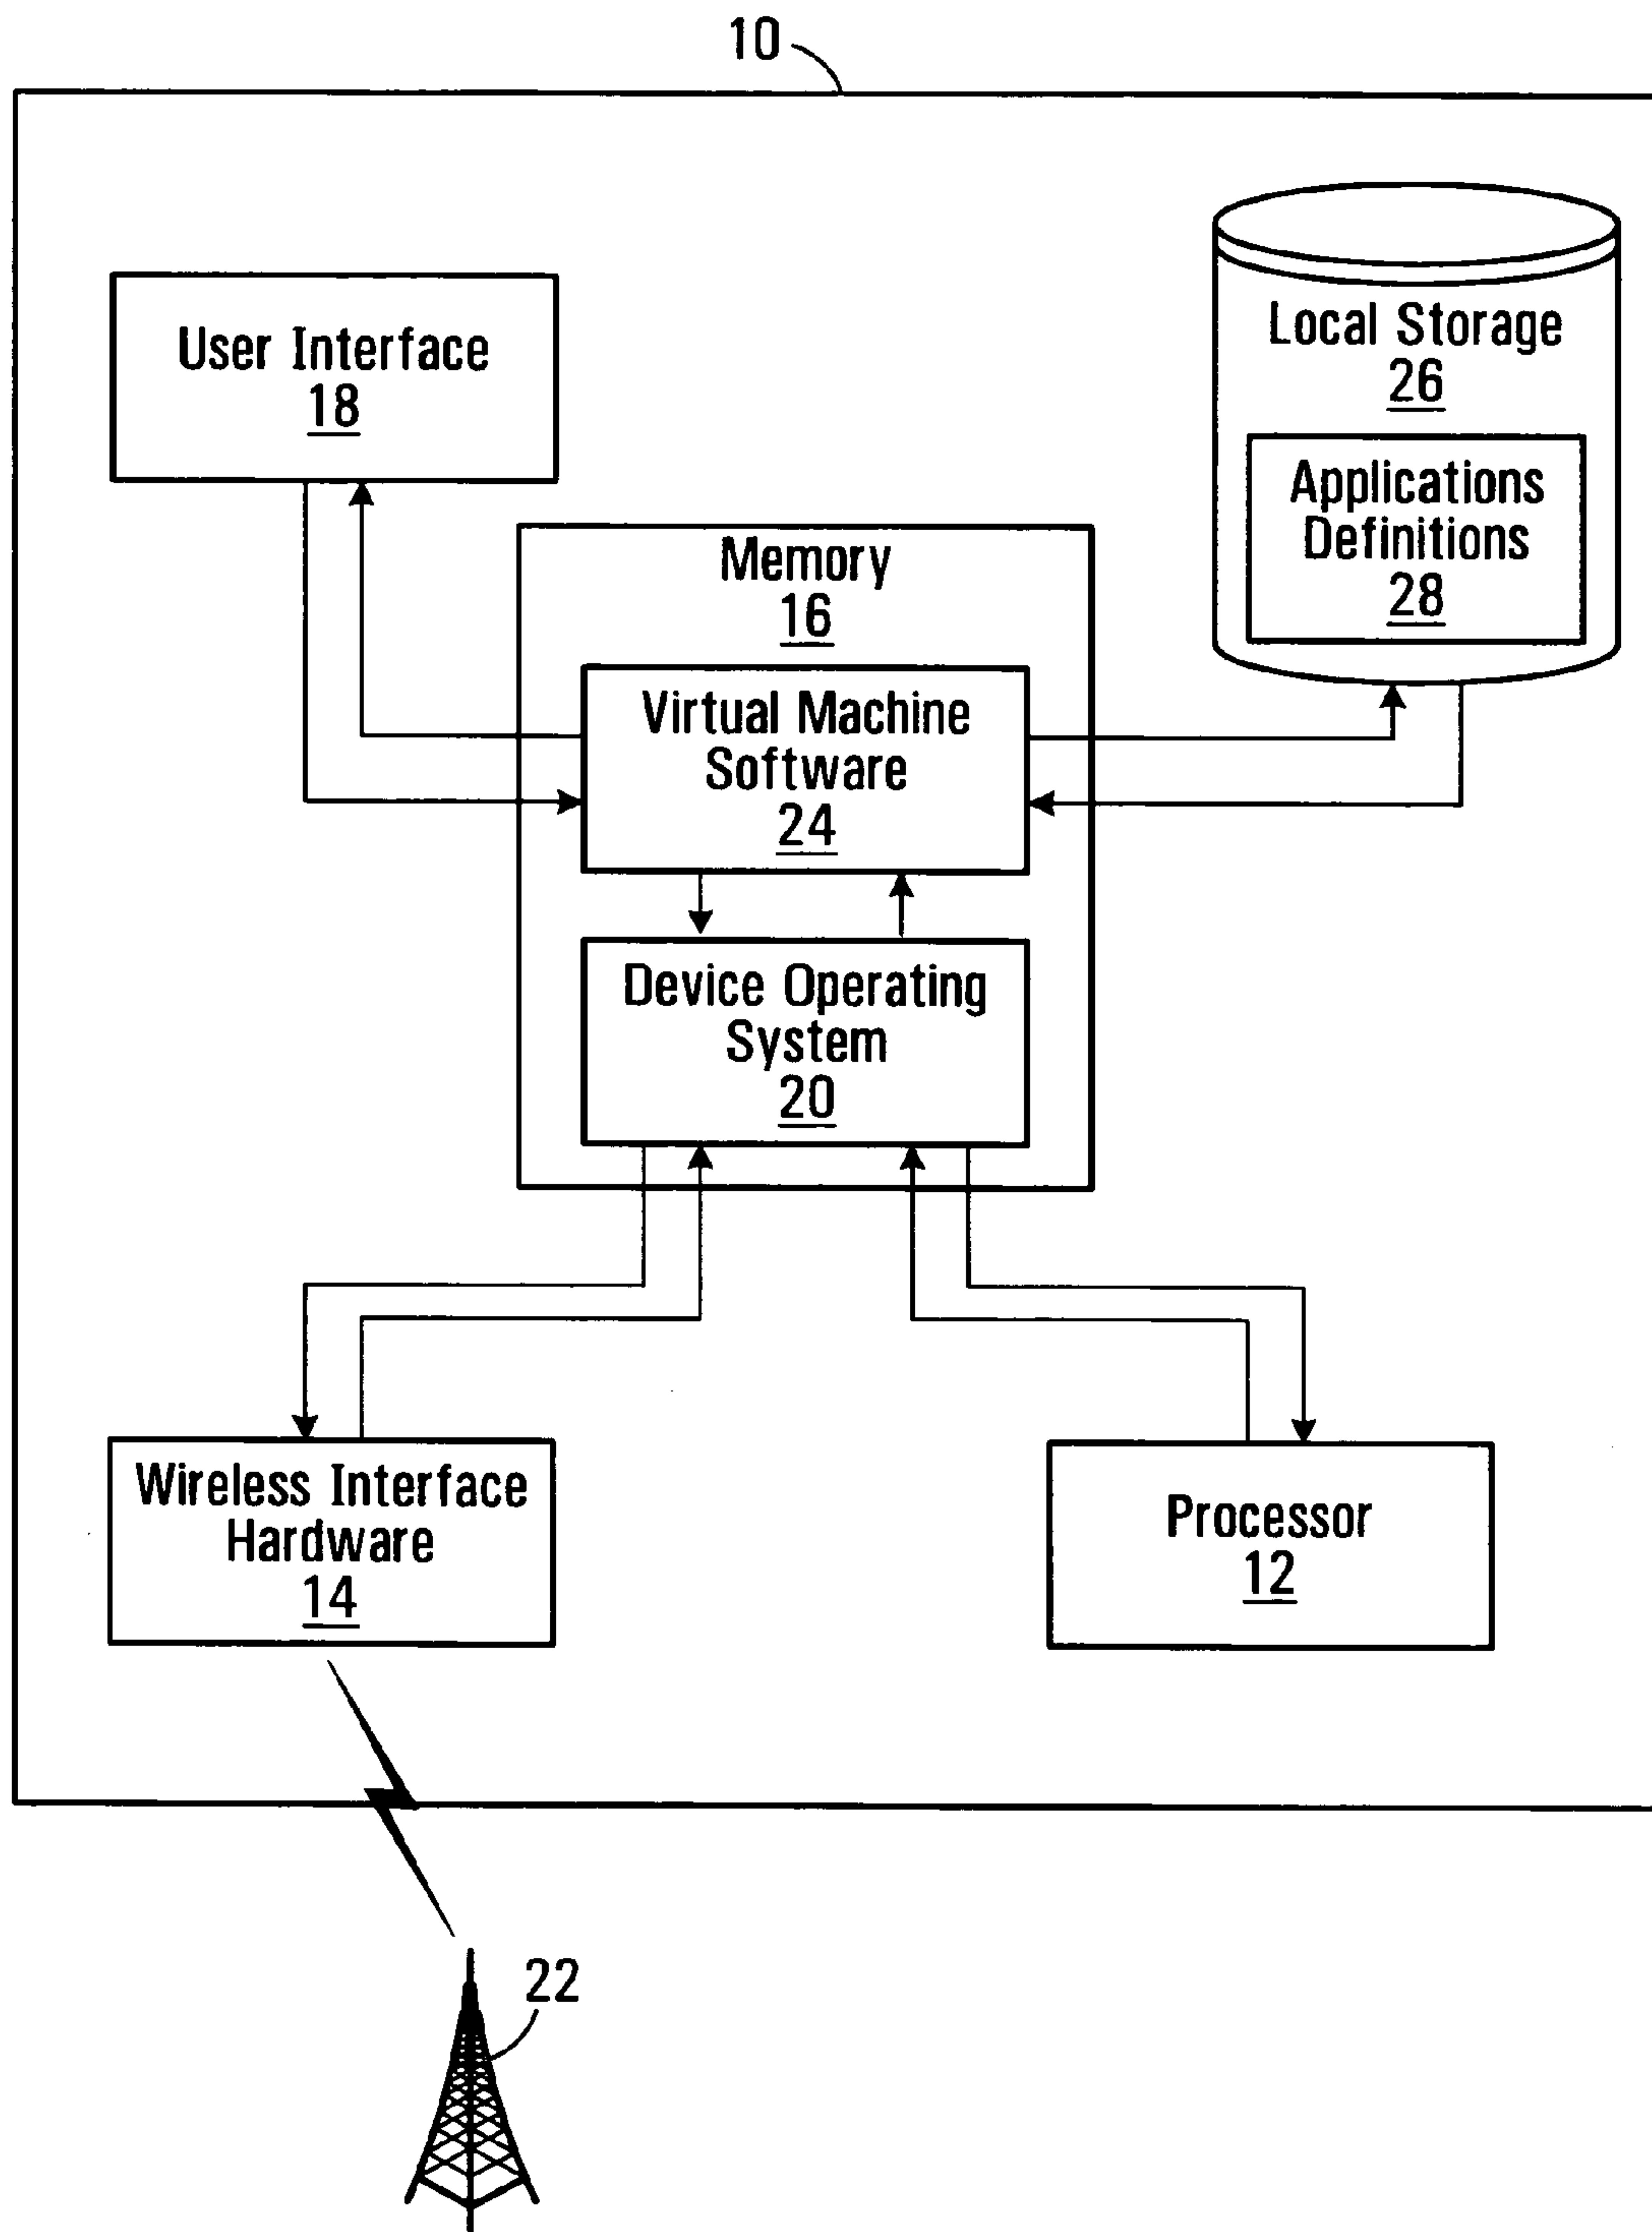 10
User Interface
18
Local Storage
26
Applications
Definitions
28
Memory
16
Virtual Machine
Software
24
Device Operating
System
20
Wireless Interface
Hardware
14
Processor
12
22